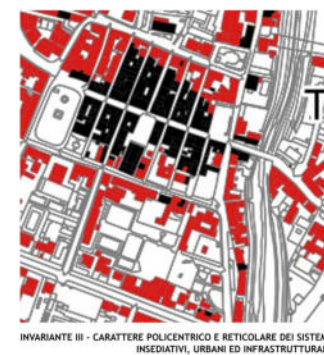 T
INVARIANTE III - CARATTERE POLICENTRICO E RETICOLARE DEI SISTE
INSEDIATIVI, URBANI ED INFRASTRUTTURA